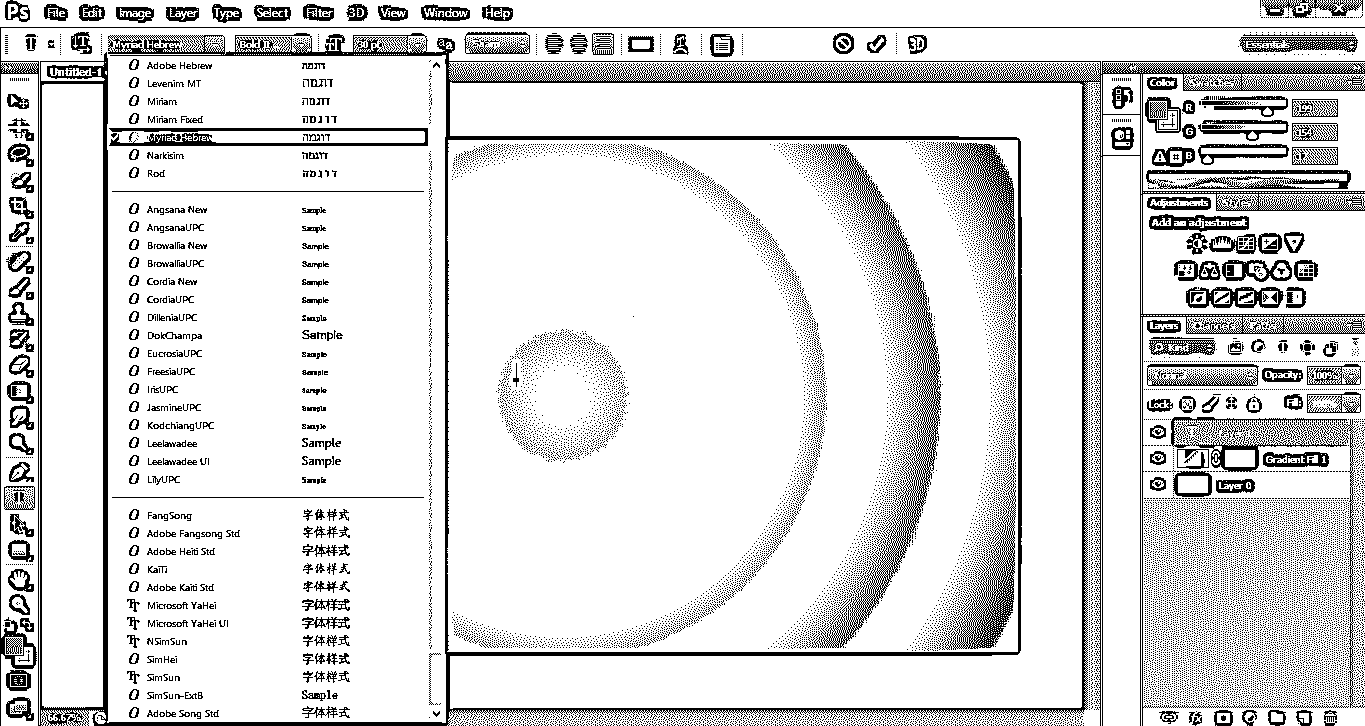 Ps File Edit Image Layer Type Select Filter 3D View Window Help
Myriad Hebrew Bold It 30 pt 3D Essentials
Untitled-1
Adobe Hebrew דוגמה
Levenim MT דוגמה
Miriam דוגמה
Miriam Fixed דוגמה
Myriad Hebrew דוגמה
Narkisim דוגמה
Rod דוגמה
Angsana New Sample
AngsanaUPC Sample
Browallia New Sample
BrowalliaUPC Sample
Cordia New Sample
CordiaUPC Sample
DilleniaUPC Sample
DokChampa Sample
EucrosiaUPC Sample
FreesiaUPC Sample
IrisUPC Sample
JasmineUPC Sample
KodchiangUPC Sample
Leelawadee Sample
Leelawadee UI Sample
LilyUPC Sample
FangSong 字体样式
Adobe Fangsong Std 字体样式
Adobe Heiti Std 字体样式
KaiTi 字体样式
Adobe Kaiti Std 字体样式
Microsoft YaHei 字体样式
Microsoft YaHei UI 字体样式
NSimSun 字体样式
SimHei 字体样式
SimSun 字体样式
SimSun-ExtB Sample
Adobe Song Std 字体样式
66.67%
Color
R
G
B
Adjustments
Add an adjustment
Layers
Kind
Opacity: 100%
Lock: Fill:
Gradient Fill 1
Layer 0